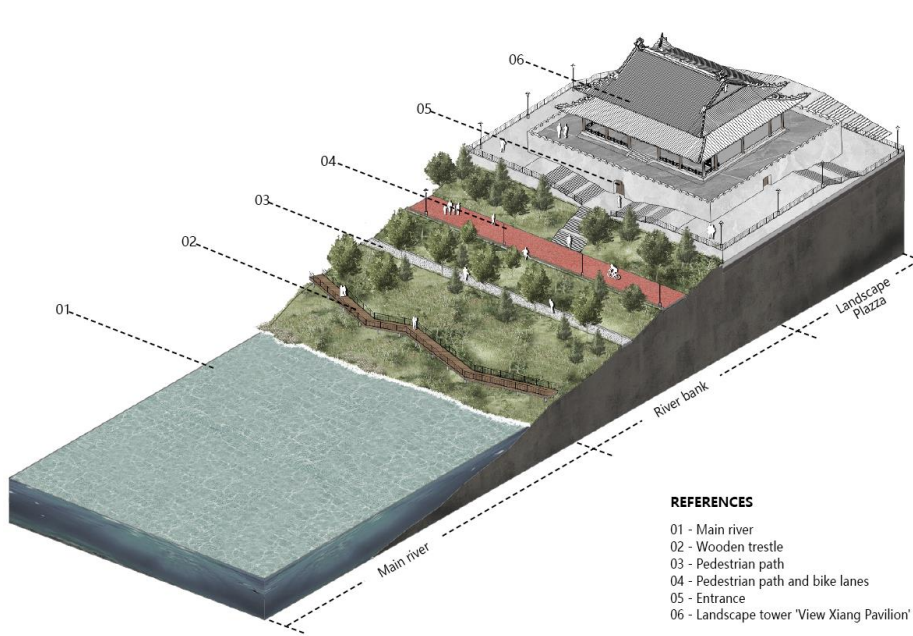 06
05
04
03
02
01
Landscape
Plazza
River bank
Main river
REFERENCES
01 - Main river
02 - Wooden trestle
03 - Pedestrian path
04 - Pedestrian path and bike lanes
05 - Entrance
06 - Landscape tower 'View Xiang Pavilion'